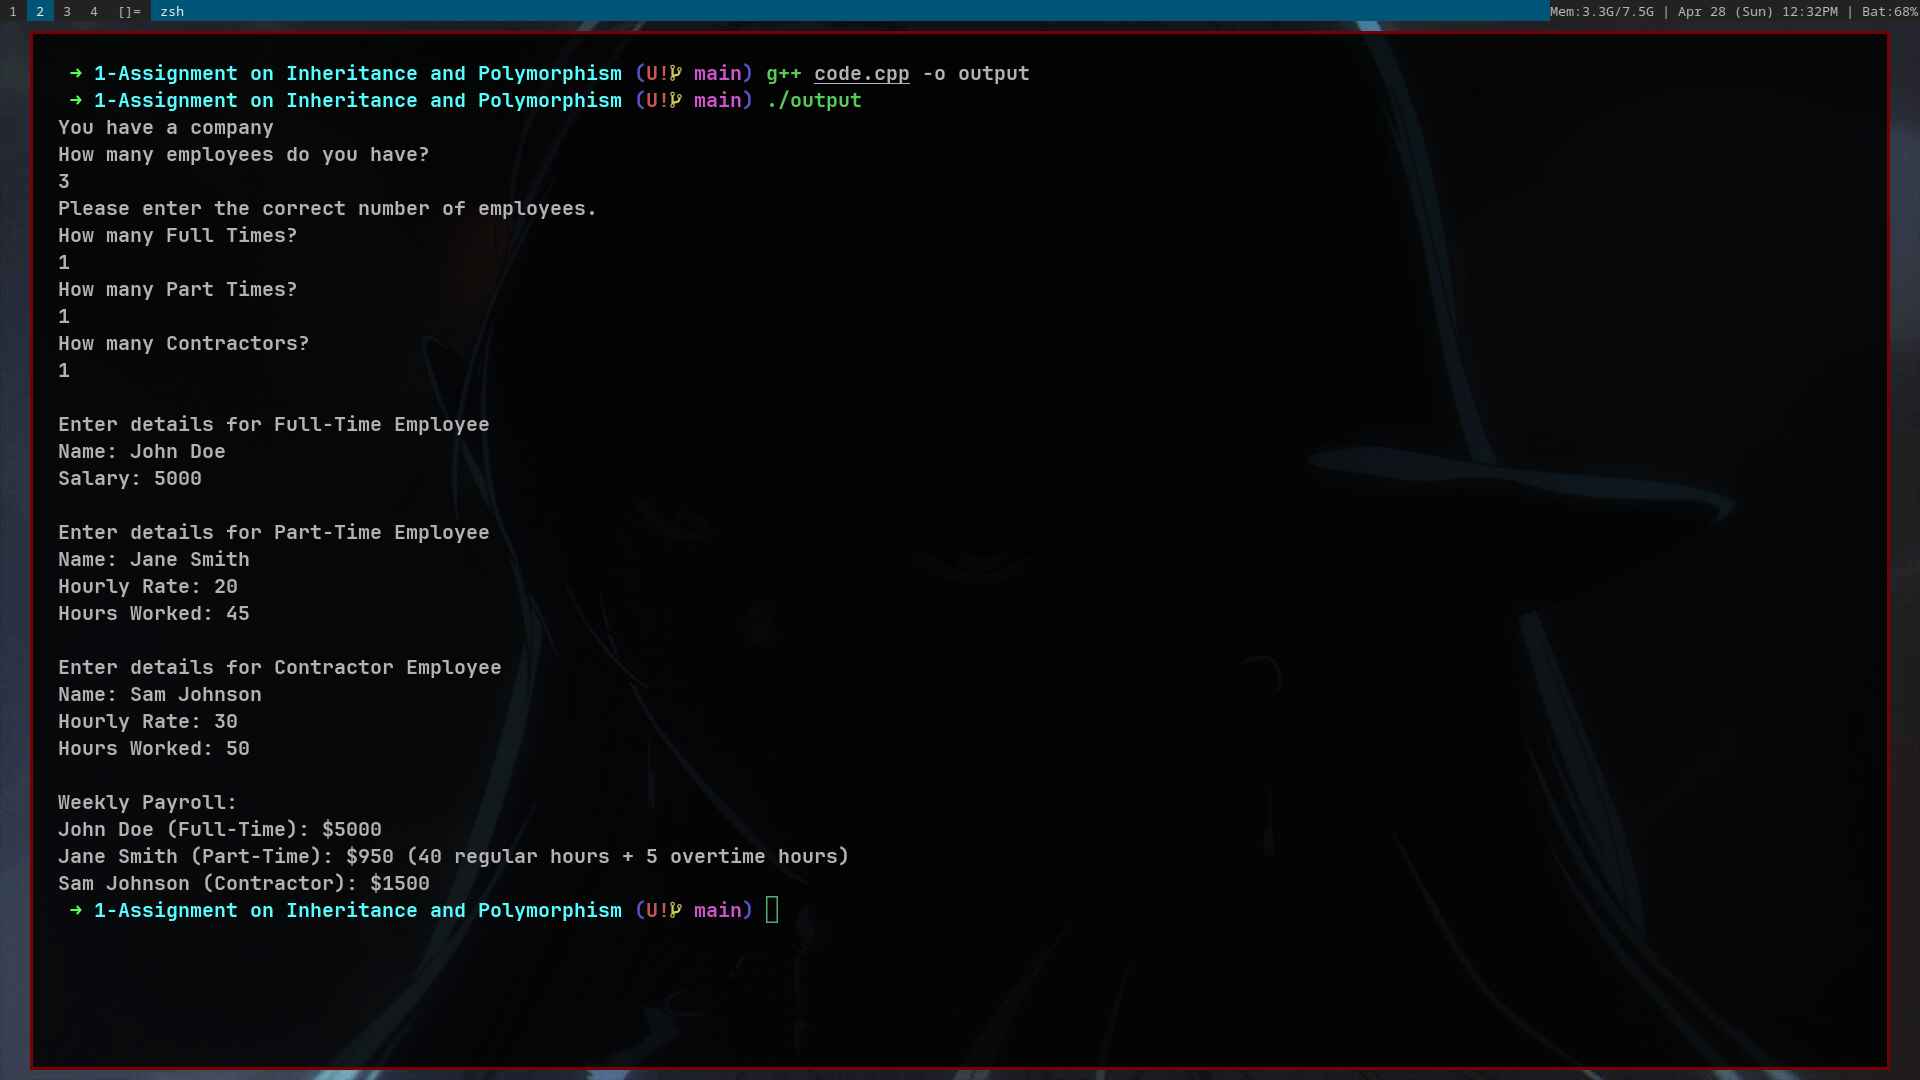 1 2 3 4 []= zsh Mem:3.3G/7.5G | Apr 28 (Sun) 12:32PM | Bat:68%
→ 1-Assignment on Inheritance and Polymorphism (U! main) g++ code.cpp -o output
→ 1-Assignment on Inheritance and Polymorphism (U! main) ./output
You have a company
How many employees do you have?
3
Please enter the correct number of employees.
How many Full Times?
1
How many Part Times?
1
How many Contractors?
1
Enter details for Full-Time Employee
Name: John Doe
Salary: 5000
Enter details for Part-Time Employee
Name: Jane Smith
Hourly Rate: 20
Hours Worked: 45
Enter details for Contractor Employee
Name: Sam Johnson
Hourly Rate: 30
Hours Worked: 50
Weekly Payroll:
John Doe (Full-Time): $5000
Jane Smith (Part-Time): $950 (40 regular hours + 5 overtime hours)
Sam Johnson (Contractor): $1500
→ 1-Assignment on Inheritance and Polymorphism (U! main)